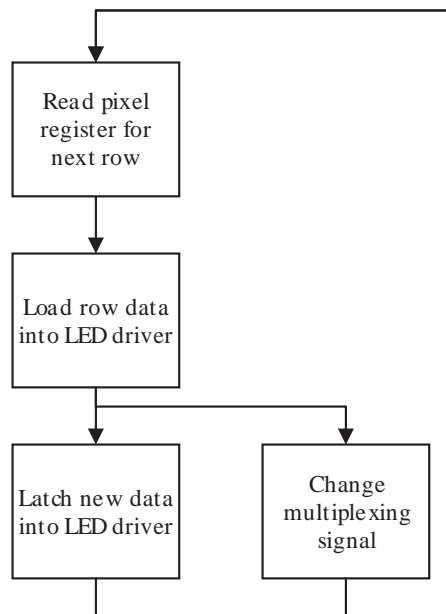 Read pixel
register for
next row
Load row data
into LED driver
Latch new data
into LED driver
Change
multiplexing
signal